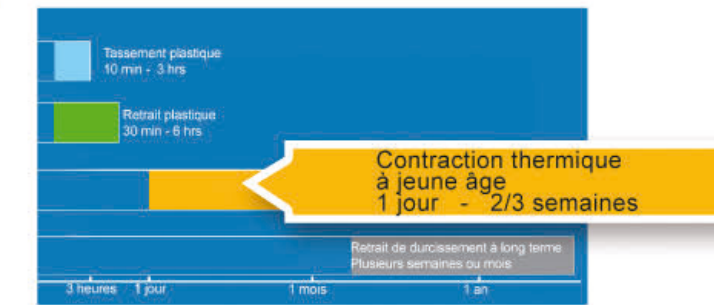 Tassement plastique
10 min - 3 hrs
Retrait plastique
30 min - 6 hrs
Contraction thermique
à jeune âge
1 jour - 2/3 semaines
Retrait de durcissement à long terme
Plusieurs semaines ou mois
3 heures 1 jour 1 mois 1 an